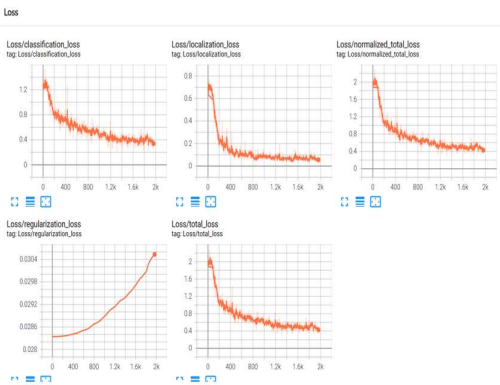 Loss
Loss/classification_loss
tag: Loss/classification_loss
1.2
0.8
0.4
0
0 400 800 1.2k 1.6k 2k
Loss/localization_loss
tag: Loss/localization_loss
0.8
0.6
0.4
0.2
0
0 400 800 1.2k 1.6k 2k
Loss/normalized_total_loss
tag: Loss/normalized_total_loss
2
1.6
1.2
0.8
0.4
0
0 400 800 1.2k 1.6k 2k
Loss/regularization_loss
tag: Loss/regularization_loss
0.0304
0.0298
0.0292
0.0286
0.028
0 400 800 1.2k 1.6k 2k
Loss/total_loss
tag: Loss/total_loss
2
1.6
1.2
0.8
0.4
0
0 400 800 1.2k 1.6k 2k